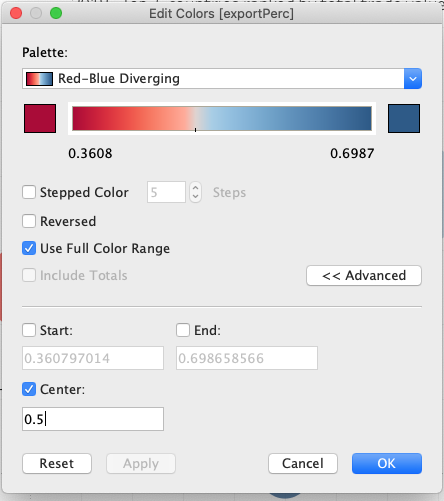 Edit Colors [exportPerc]
Palette:
Red-Blue Diverging
0.3608 0.6987
Stepped Color 5 Steps
Reversed
Use Full Color Range
Include Totals << Advanced
Start: End:
0.360797014 0.698658566
Center:
0.5
Reset Apply Cancel OK